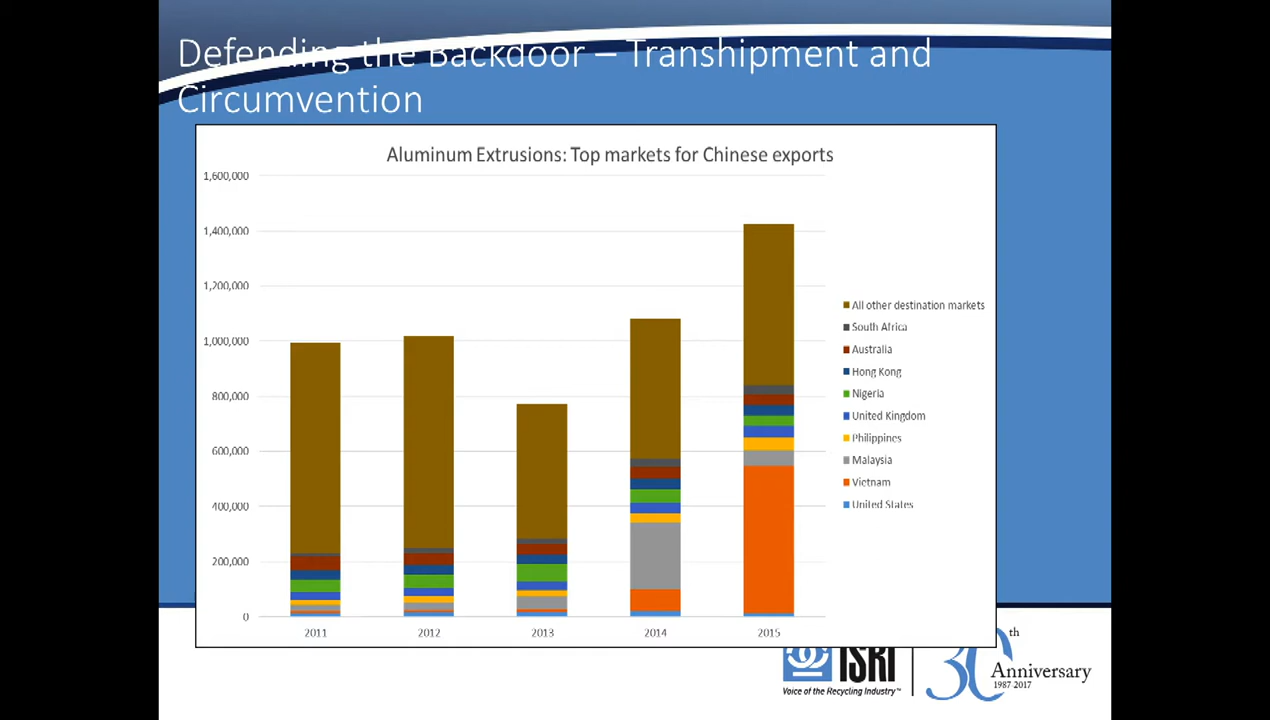 Defending the Backdoor – Transhipment and
Circumvention
Aluminum Extrusions: Top markets for Chinese exports
1,600,000
1,400,000
1,200,000
1,000,000
800,000
600,000
400,000
200,000
0
2011 2012 2013 2014 2015
All other destination markets
South Africa
Australia
Hong Kong
Nigeria
United Kingdom
Philippines
Malaysia
Vietnam
United States
ISRI
Voice of the Recycling Industry™
30th
Anniversary
1987-2017